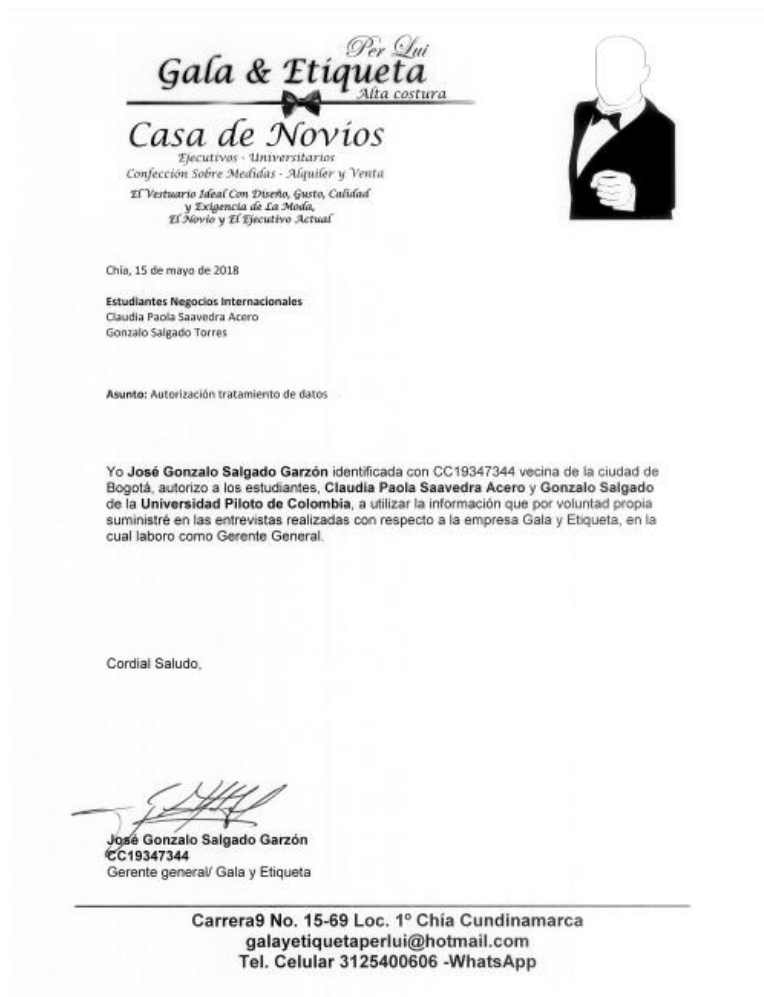 Per Lui
Gala & Etiqueta
Alta costura
Casa de Novios
Ejecutivos - Universitarios
Confección Sobre Medidas - Alquiler y Venta
El Vestuario Ideal Con Diseño, Gusto, Calidad
y Exigencia de La Moda,
El Novio y El Ejecutivo Actual
Chía, 15 de mayo de 2018
Estudiantes Negocios Internacionales
Claudia Paola Saavedra Acero
Gonzalo Salgado Torres
Asunto: Autorización tratamiento de datos
Yo José Gonzalo Salgado Garzón identificada con CC19347344 vecina de la ciudad de
Bogotá, autorizo a los estudiantes, Claudia Paola Saavedra Acero y Gonzalo Salgado
de la Universidad Piloto de Colombia, a utilizar la información que por voluntad propia
suministré en las entrevistas realizadas con respecto a la empresa Gala y Etiqueta, en la
cual laboro como Gerente General.
Cordial Saludo,
José Gonzalo Salgado Garzón
CC19347344
Gerente general/ Gala y Etiqueta
Carrera9 No. 15-69 Loc. 1º Chía Cundinamarca
galayetiquetaperlui@hotmail.com
Tel. Celular 3125400606 -WhatsApp